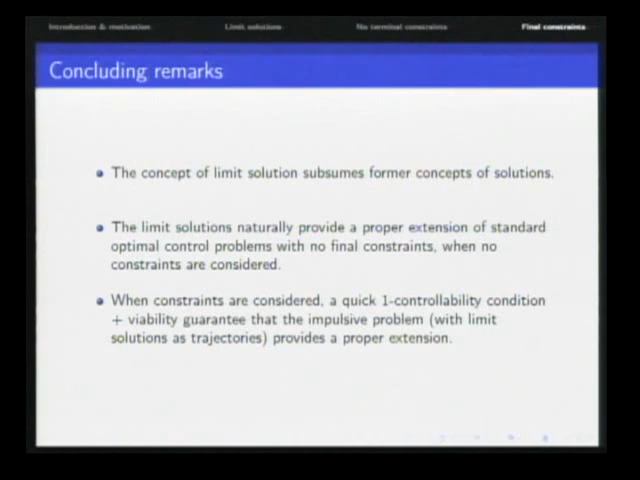 Introduction & motivation Limit solutions No terminal constraints Final constraints
Concluding remarks
The concept of limit solution subsumes former concepts of solutions.
The limit solutions naturally provide a proper extension of standard
optimal control problems with no final constraints, when no
constraints are considered.
When constraints are considered, a quick 1-controllability condition
+ viability guarantee that the impulsive problem (with limit
solutions as trajectories) provides a proper extension.